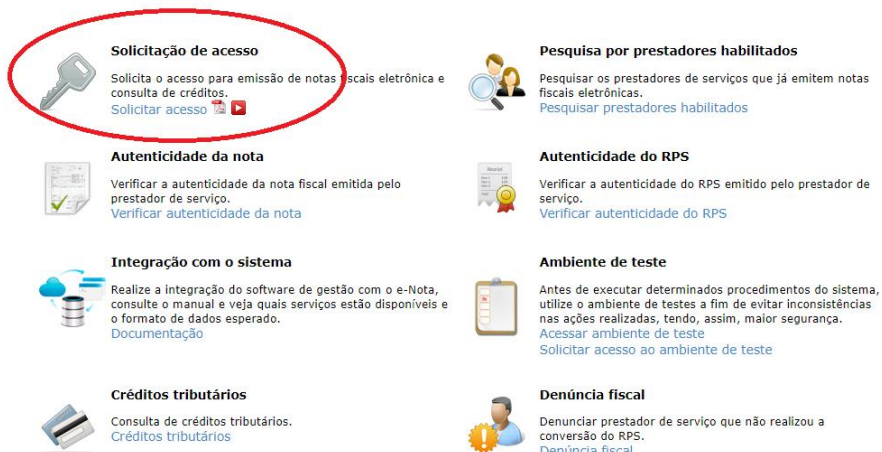 Solicitação de acesso
Solicita o acesso para emissão de notas fiscais eletrônica e
consulta de créditos.
Solicitar acesso
Pesquisa por prestadores habilitados
Pesquisar os prestadores de serviços que já emitem notas
fiscais eletrônicas.
Pesquisar prestadores habilitados
Autenticidade da nota
Verificar a autenticidade da nota fiscal emitida pelo
prestador de serviço.
Verificar autenticidade da nota
Autenticidade do RPS
Verificar a autenticidade do RPS emitido pelo prestador de
serviço.
Verificar autenticidade do RPS
Integração com o sistema
Realize a integração do software de gestão com o e-Nota,
consulte o manual e veja quais serviços estão disponíveis e
o formato de dados esperado.
Documentação
Ambiente de teste
Antes de executar determinados procedimentos do sistema,
utilize o ambiente de testes a fim de evitar inconsistências
nas ações realizadas, tendo, assim, maior segurança.
Acessar ambiente de teste
Solicitar acesso ao ambiente de teste
Créditos tributários
Consulta de créditos tributários.
Créditos tributários
Denúncia fiscal
Denunciar prestador de serviço que não realizou a
conversão do RPS.
Denúncia fiscal